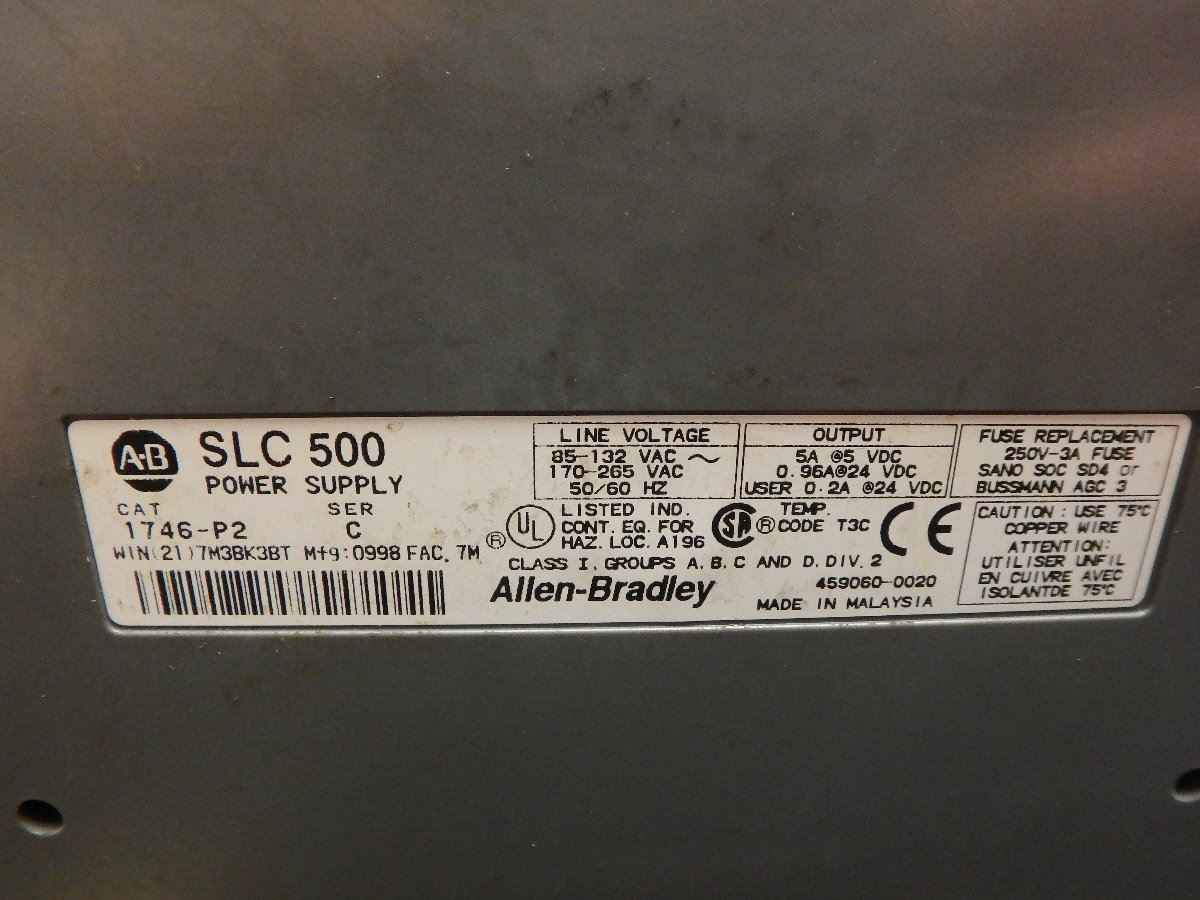 A-B
SLC 500
POWER SUPPLY
CAT SER
1746-P2 C
WIN(21)7M3BK3BT Mfg:0998 FAC. 7M
LINE VOLTAGE
85-132 VAC ~
170-265 VAC
50/60 HZ
OUTPUT
5A @5 VDC
0.96A@24 VDC
USER 0.2A @24 VDC
FUSE REPLACEMENT
250V-3A FUSE
SANO SOC SD4 or
BUSSMANN AGC 3
UL ®
LISTED IND.
CONT. EQ. FOR
HAZ. LOC. A196
SA ®
TEMP.
CODE T3C
CE
CLASS I, GROUPS A, B, C AND D, DIV. 2
Allen-Bradley
459060-0020
MADE IN MALAYSIA
CAUTION: USE 75°C
COPPER WIRE
ATTENTION:
UTILISER UNFIL
EN CUIVRE AVEC
ISOLANTDE 75°C